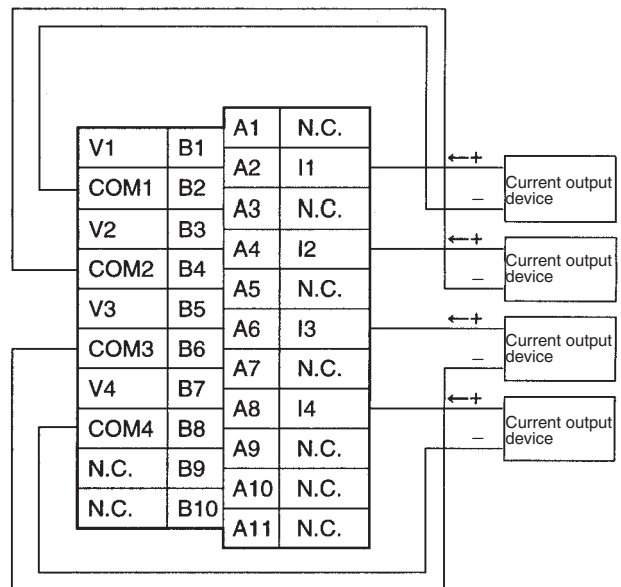 V1 B1
COM1 B2
V2 B3
COM2 B4
V3 B5
COM3 B6
V4 B7
COM4 B8
N.C. B9
N.C. B10
A1 N.C.
A2 I1
A3 N.C.
A4 I2
A5 N.C.
A6 I3
A7 N.C.
A8 I4
A9 N.C.
A10 N.C.
A11 N.C.
←+
−
Current output
device
←+
−
Current output
device
←+
−
Current output
device
←+
−
Current output
device